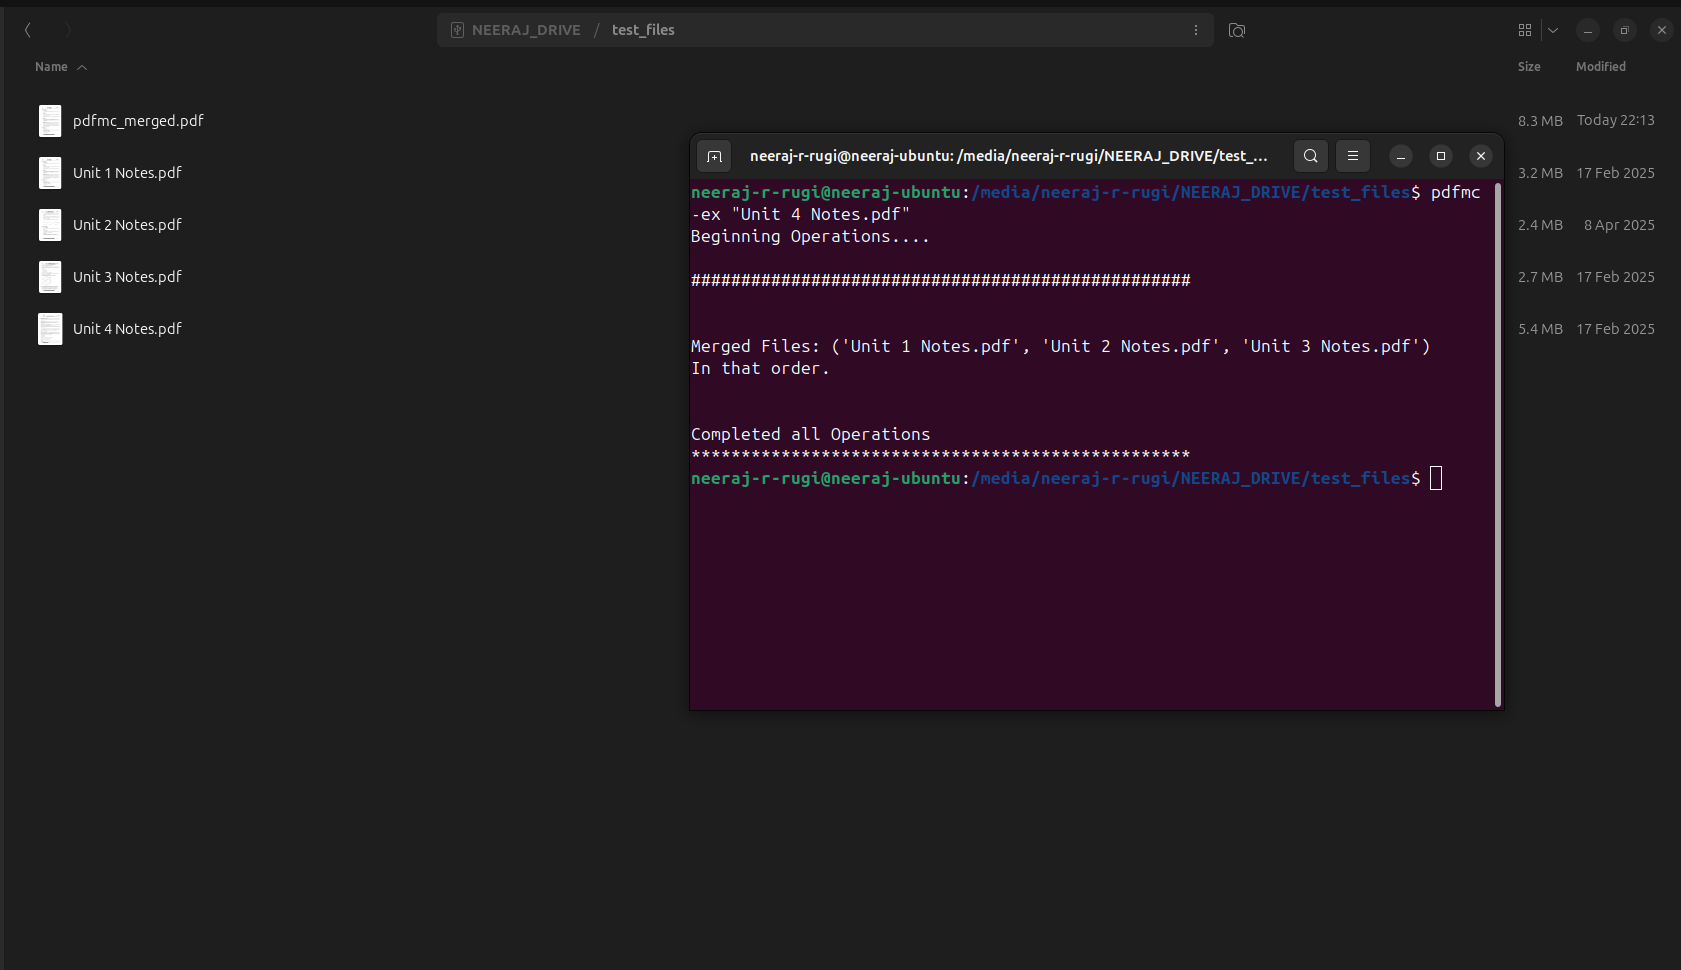 NEERAJ_DRIVE / test_files
Name Size Modified
pdfmc_merged.pdf 8.3 MB Today 22:13
Unit 1 Notes.pdf 3.2 MB 17 Feb 2025
Unit 2 Notes.pdf 2.4 MB 8 Apr 2025
Unit 3 Notes.pdf 2.7 MB 17 Feb 2025
Unit 4 Notes.pdf 5.4 MB 17 Feb 2025
neeraj-r-rugi@neeraj-ubuntu: /media/neeraj-r-rugi/NEERAJ_DRIVE/test_...
neeraj-r-rugi@neeraj-ubuntu:/media/neeraj-r-rugi/NEERAJ_DRIVE/test_files$ pdfmc
-ex "Unit 4 Notes.pdf"
Beginning Operations....
##################################################
Merged Files: ('Unit 1 Notes.pdf', 'Unit 2 Notes.pdf', 'Unit 3 Notes.pdf')
In that order.
Completed all Operations
**************************************************
neeraj-r-rugi@neeraj-ubuntu:/media/neeraj-r-rugi/NEERAJ_DRIVE/test_files$